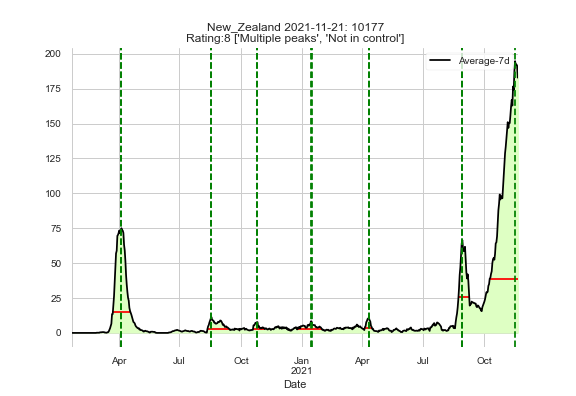 New_Zealand 2021-11-21: 10177
Rating:8 ['Multiple peaks', 'Not in control']
Average-7d
200
175
150
125
100
75
50
25
0
Apr Jul Oct Jan Apr Jul Oct
2021
Date